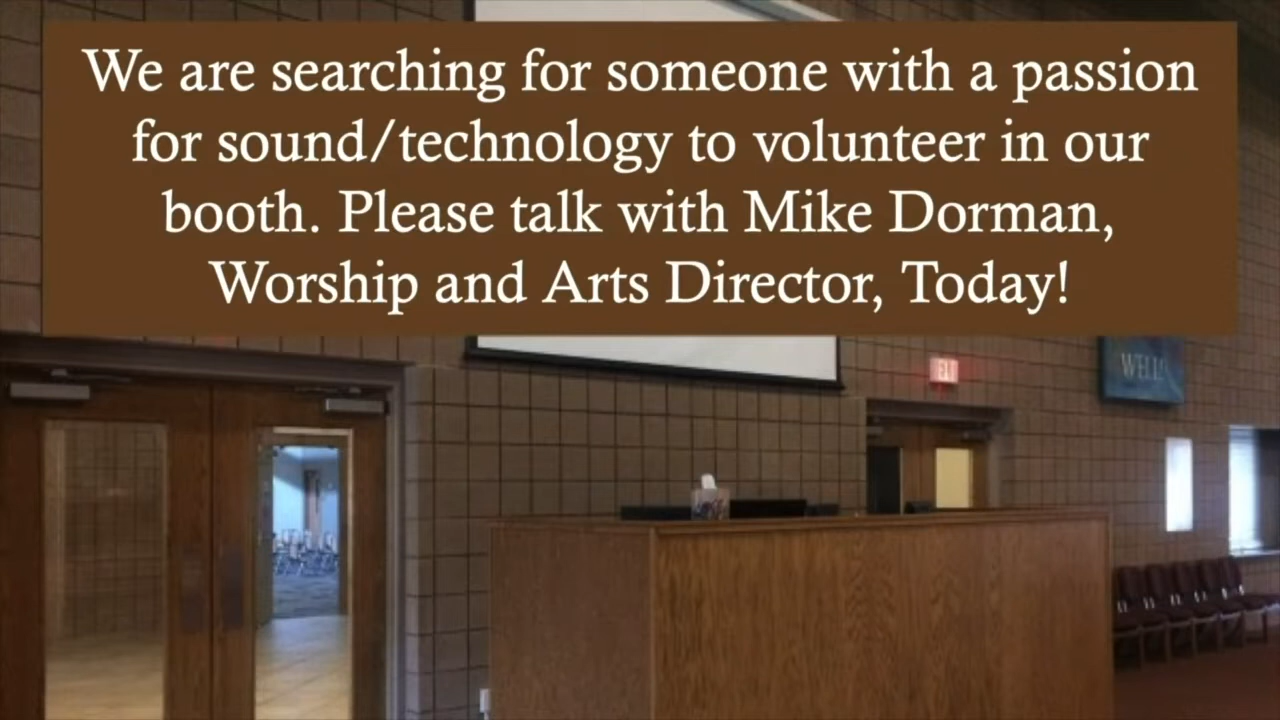 We are searching for someone with a passion
for sound/technology to volunteer in our
booth. Please talk with Mike Dorman,
Worship and Arts Director, Today!